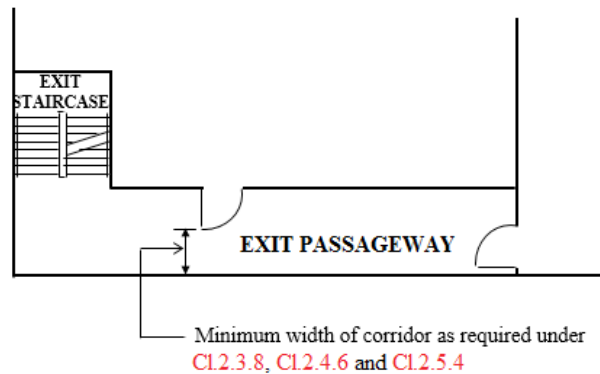 EXIT
STAIRCASE
EXIT PASSAGEWAY
Minimum width of corridor as required under
Cl.2.3.8, Cl.2.4.6 and Cl.2.5.4